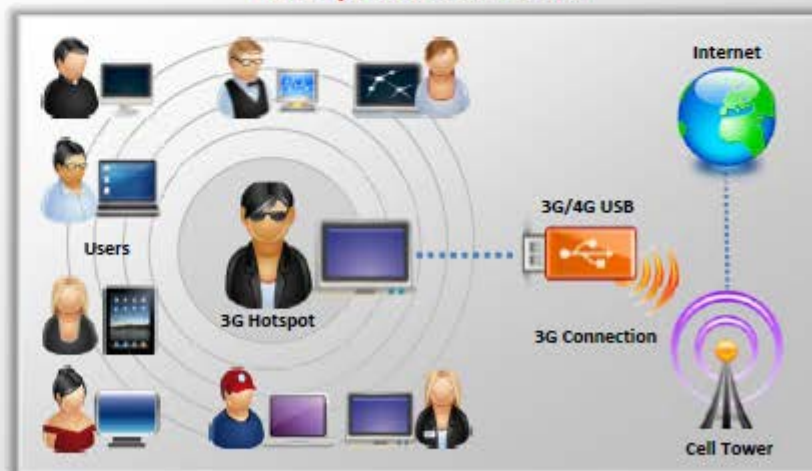 Internet
3G/4G USB
Users
3G Hotspot
3G Connection
Cell Tower